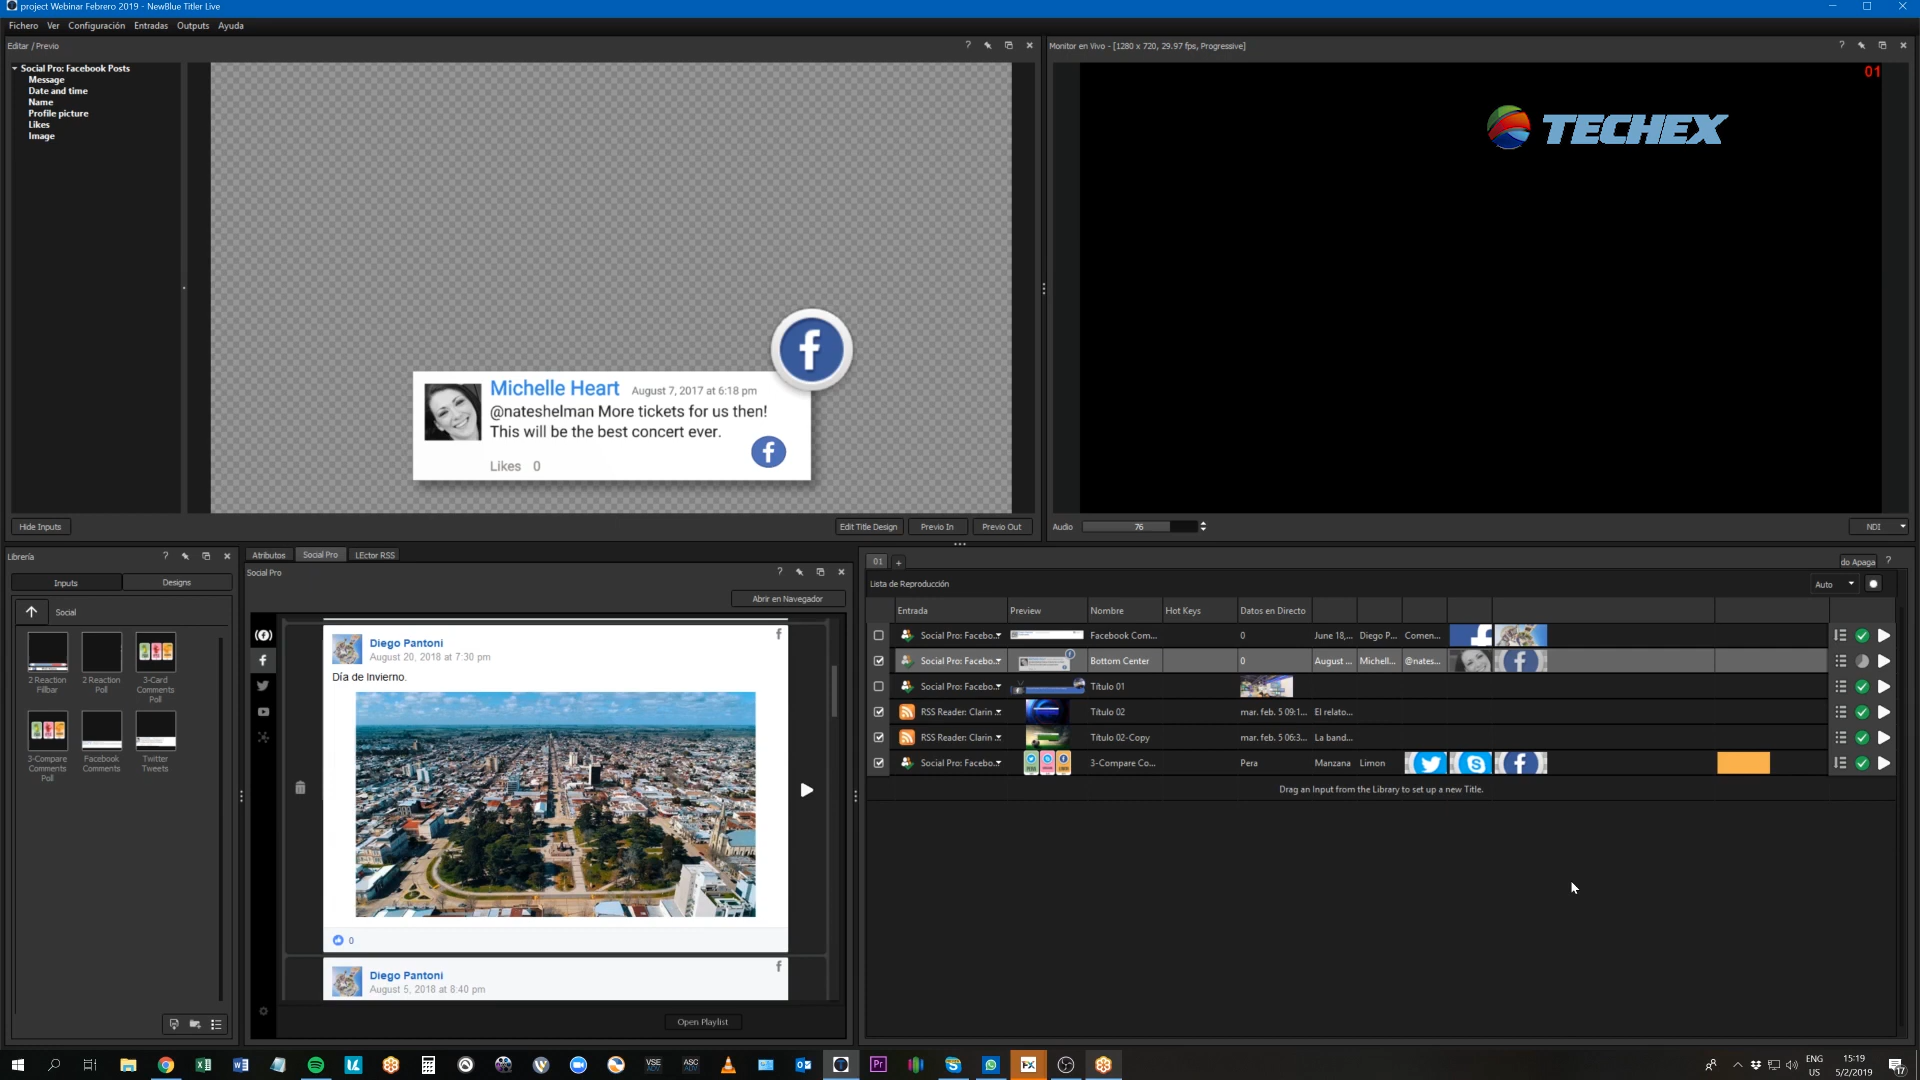 project Webinar Febrero 2019 - NewBlue Titler Live
Fichero Ver Configuración Entradas Outputs Ayuda
Editar / Previo
Social Pro: Facebook Posts
Message
Date and time
Name
Profile picture
Likes
Image
Michelle Heart August 7, 2017 at 6:18 pm
@nateshelman More tickets for us then!
This will be the best concert ever.
Likes 0
Hide Inputs
Edit Title Design
Previo In
Previo Out
Monitor en Vivo - [1280 x 720, 29.97 fps, Progressive]
01
TECHEX
Audio 76
NDI
Librería
Inputs Designs
Social
2 Reaction Fillbar
2 Reaction Poll
3-Card Comments Poll
3-Compare Comments Poll
Facebook Comments
Twitter Tweets
Atributos Social Pro LEctor RSS
Social Pro
Abrir en Navegador
Diego Pantoni
August 20, 2018 at 7:30 pm
Día de Invierno.
0
Diego Pantoni
August 5, 2018 at 8:40 pm
Open Playlist
01 +
do Apaga
Lista de Reproducción
Auto
Entrada Preview Nombre Hot Keys Datos en Directo
Social Pro: Facebo... Facebook Com... 0 June 18,... Diego P... Comen...
Social Pro: Facebo... Bottom Center 0 August ... Michell... @nates...
Social Pro: Facebo... Título 01
RSS Reader: Clarin ... Título 02 mar. feb. 5 09:1... El relato...
RSS Reader: Clarin ... Título 02-Copy mar. feb. 5 06:3... La band...
Social Pro: Facebo... 3-Compare Co... Pera Manzana Limon
Drag an Input from the Library to set up a new Title.
VSE ADV
ASC ADV
Pr
ENG
US
15:19
5/2/2019
17